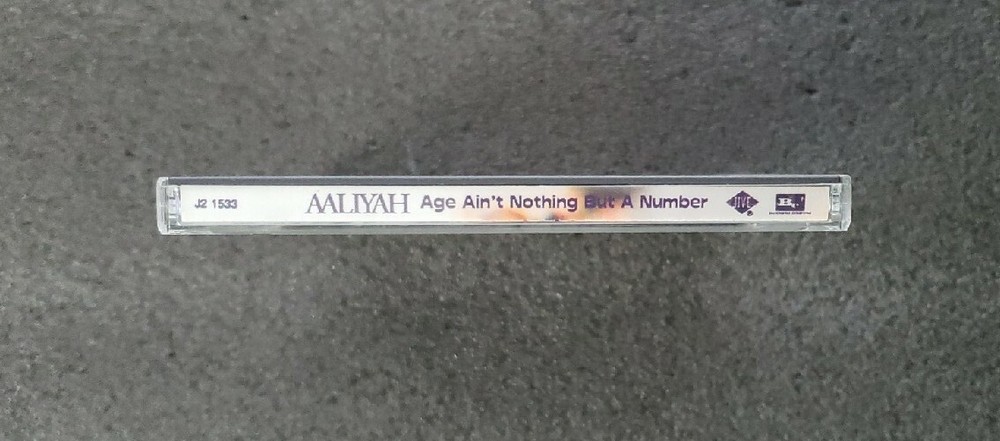 J2 1533 AALIYAH Age Ain't Nothing But A Number JIVE